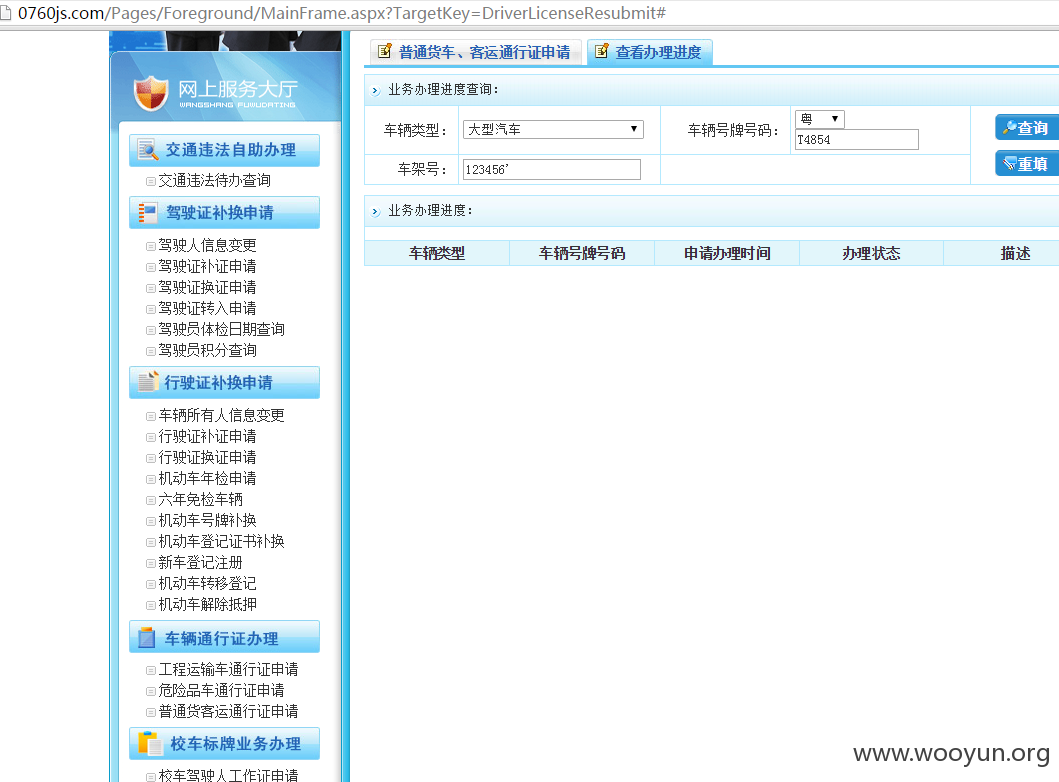 0760js.com/Pages/Foreground/MainFrame.aspx?TargetKey=DriverLicenseResubmit#
网上服务大厅
WANGSHANG FUWUDATING
交通违法自助办理
交通违法待办查询
驾驶证补换申请
驾驶人信息变更
驾驶证补证申请
驾驶证换证申请
驾驶证转入申请
驾驶员体检日期查询
驾驶员积分查询
行驶证补换申请
车辆所有人信息变更
行驶证补证申请
行驶证换证申请
机动车年检申请
六年免检车辆
机动车号牌补换
机动车登记证书补换
新车登记注册
机动车转移登记
机动车解除抵押
车辆通行证办理
工程运输车通行证申请
危险品车通行证申请
普通货客运通行证申请
校车标牌业务办理
校车驾驶人工作证申请
普通货车、客运通行证申请 查看办理进度
业务办理进度查询：
车辆类型： 大型汽车 车辆号牌号码： 粤
T4854
查询
车架号： 123456' 重填
业务办理进度：
车辆类型 车辆号牌号码 申请办理时间 办理状态 描述
www.wooyun.org